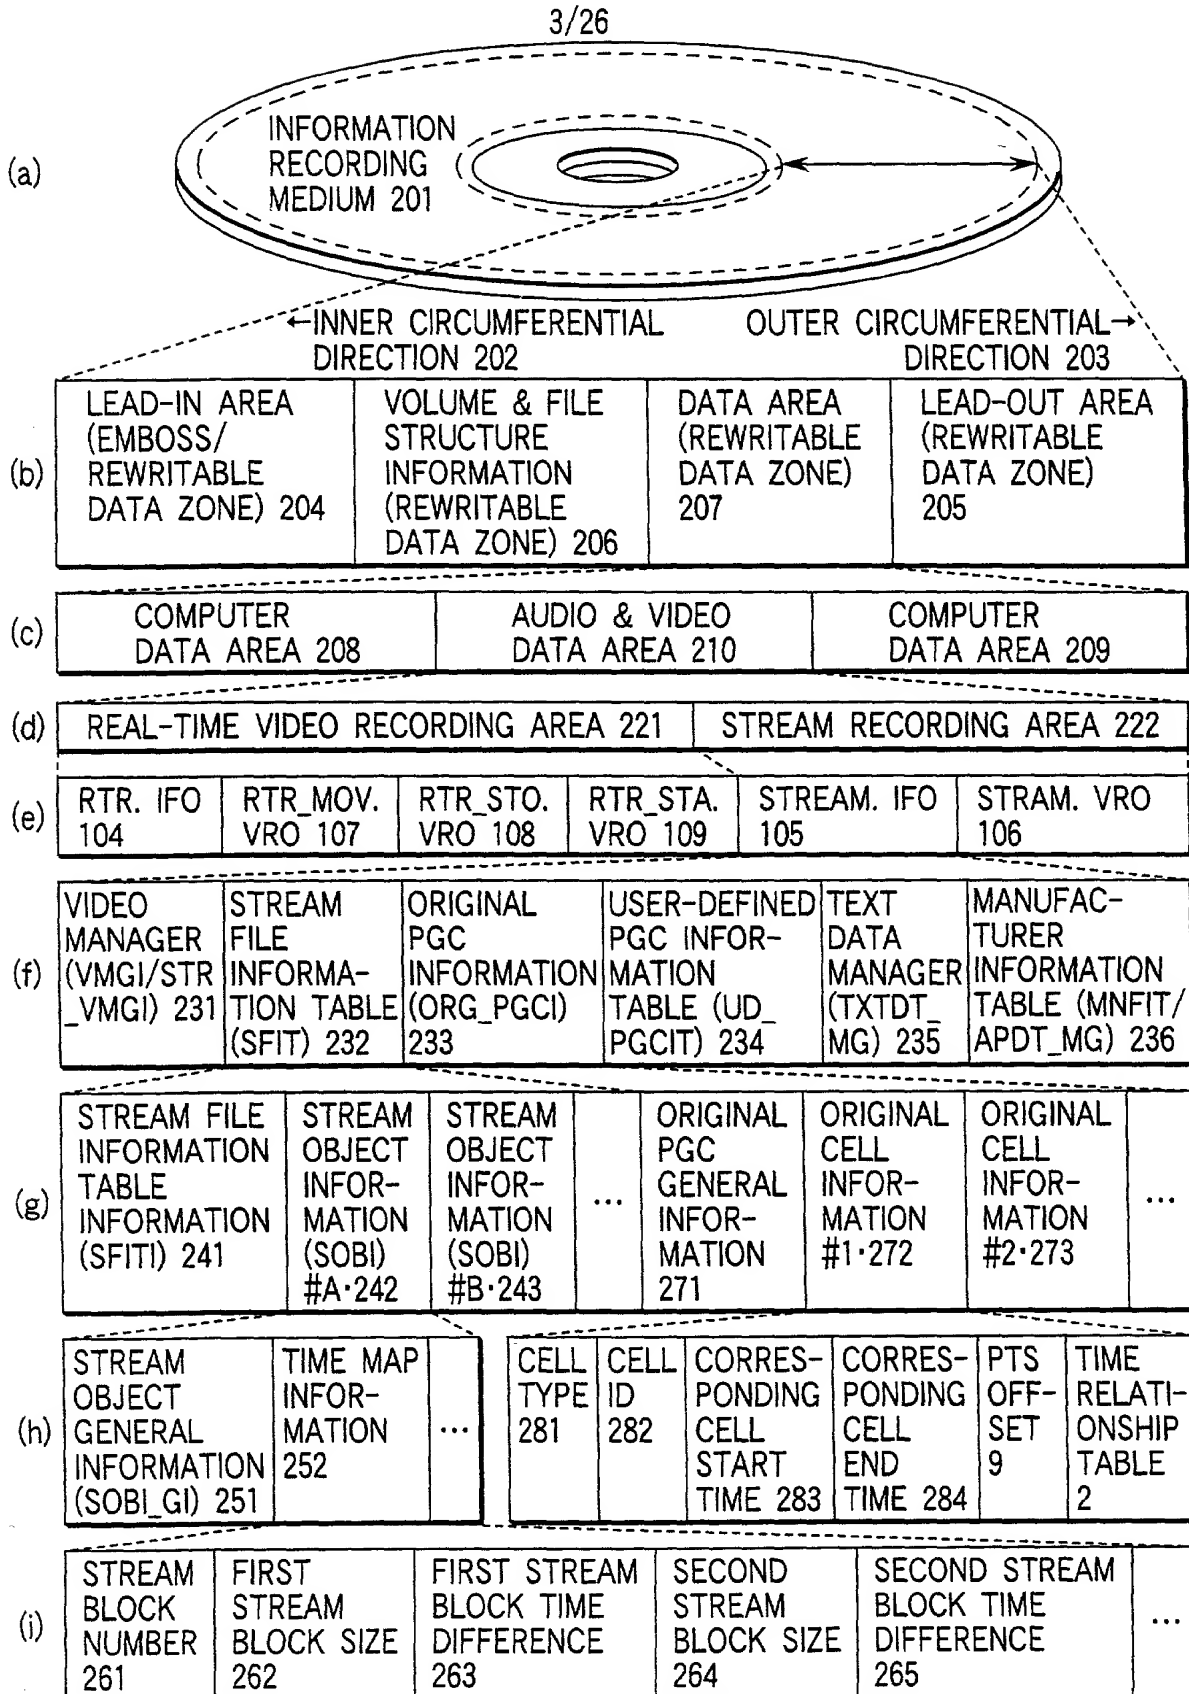 3/26
(a)
INFORMATION
RECORDING
MEDIUM 201
←INNER CIRCUMFERENTIAL
DIRECTION 202
OUTER CIRCUMFERENTIAL→
DIRECTION 203
(b)
LEAD-IN AREA
(EMBOSS/
REWRITABLE
DATA ZONE) 204
VOLUME & FILE
STRUCTURE
INFORMATION
(REWRITABLE
DATA ZONE) 206
DATA AREA
(REWRITABLE
DATA ZONE)
207
LEAD-OUT AREA
(REWRITABLE
DATA ZONE)
205
(c)
COMPUTER
DATA AREA 208
AUDIO & VIDEO
DATA AREA 210
COMPUTER
DATA AREA 209
(d)
REAL-TIME VIDEO RECORDING AREA 221
STREAM RECORDING AREA 222
(e)
RTR. IFO
104
RTR_MOV.
VRO 107
RTR_STO.
VRO 108
RTR_STA.
VRO 109
STREAM. IFO
105
STRAM. VRO
106
(f)
VIDEO
MANAGER
(VMGI/STR
_VMGI) 231
STREAM
FILE
INFORMA-
TION TABLE
(SFIT) 232
ORIGINAL
PGC
INFORMATION
(ORG_PGCI)
233
USER-DEFINED
PGC INFOR-
MATION
TABLE (UD_
PGCIT) 234
TEXT
DATA
MANAGER
(TXTDT_
MG) 235
MANUFAC-
TURER
INFORMATION
TABLE (MNFIT/
APDT_MG) 236
(g)
STREAM FILE
INFORMATION
TABLE
INFORMATION
(SFITI) 241
STREAM
OBJECT
INFOR-
MATION
(SOBI)
#A·242
STREAM
OBJECT
INFOR-
MATION
(SOBI)
#B·243
...
ORIGINAL
PGC
GENERAL
INFOR-
MATION
271
ORIGINAL
CELL
INFOR-
MATION
#1·272
ORIGINAL
CELL
INFOR-
MATION
#2·273
...
(h)
STREAM
OBJECT
GENERAL
INFORMATION
(SOBI_GI) 251
TIME MAP
INFOR-
MATION
252
...
CELL
TYPE
281
CELL
ID
282
CORRES-
PONDING
CELL
START
TIME 283
CORRES-
PONDING
CELL
END
TIME 284
PTS
OFF-
SET
9
TIME
RELATI-
ONSHIP
TABLE
2
(i)
STREAM
BLOCK
NUMBER
261
FIRST
STREAM
BLOCK SIZE
262
FIRST STREAM
BLOCK TIME
DIFFERENCE
263
SECOND
STREAM
BLOCK SIZE
264
SECOND STREAM
BLOCK TIME
DIFFERENCE
265
...